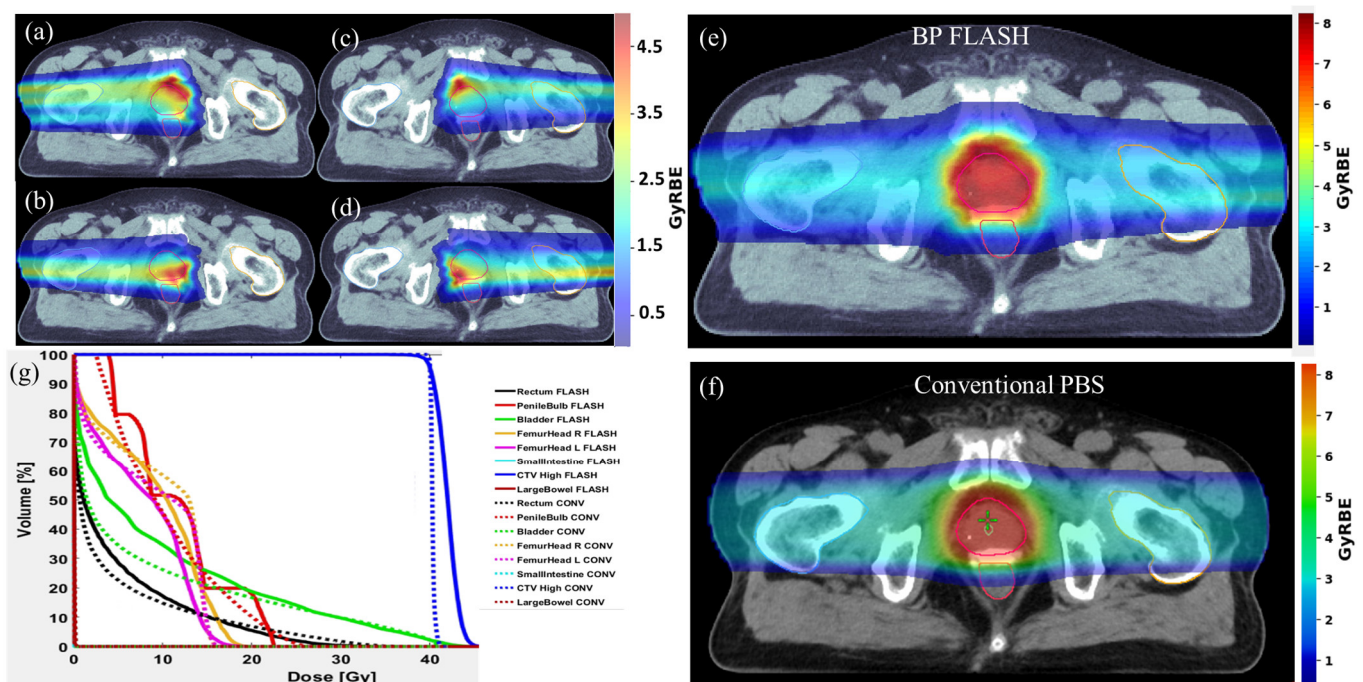 (a)
(c)
4.5
3.5
2.5
1.5
0.5
GyRBE
(b)
(d)
(e)
BP FLASH
8
7
6
5
4
3
2
1
GyRBE
(g)
100
90
80
70
60
50
40
30
20
10
0
Volume [%]
0
10
20
30
40
Dose [Gy]
Rectum FLASH
PenileBulb FLASH
Bladder FLASH
FemurHead R FLASH
FemurHead L FLASH
SmallIntestine FLASH
CTV High FLASH
LargeBowel FLASH
Rectum CONV
PenileBulb CONV
Bladder CONV
FemurHead R CONV
FemurHead L CONV
SmallIntestine CONV
CTV High CONV
LargeBowel CONV
(f)
Conventional PBS
8
7
6
5
4
3
2
1
GyRBE